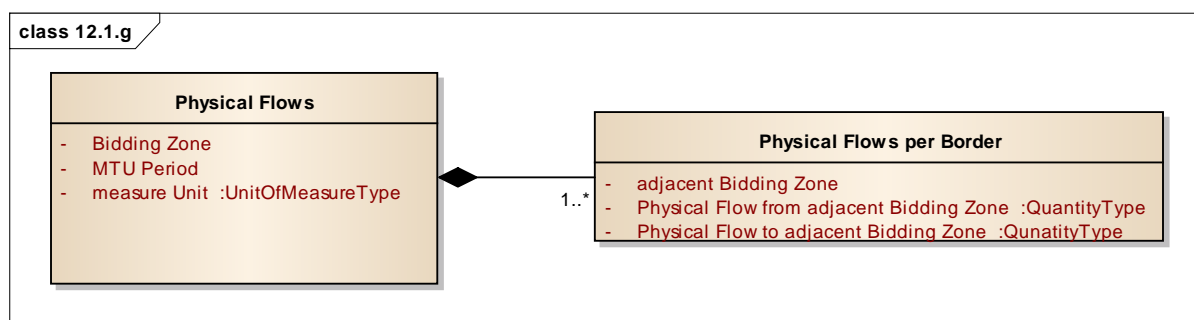 class 12.1.g
Physical Flows
- Bidding Zone
- MTU Period
- measure Unit :UnitOfMeasureType
1..*
Physical Flows per Border
- adjacent Bidding Zone
- Physical Flow from adjacent Bidding Zone :QuantityType
- Physical Flow to adjacent Bidding Zone :QunatityType